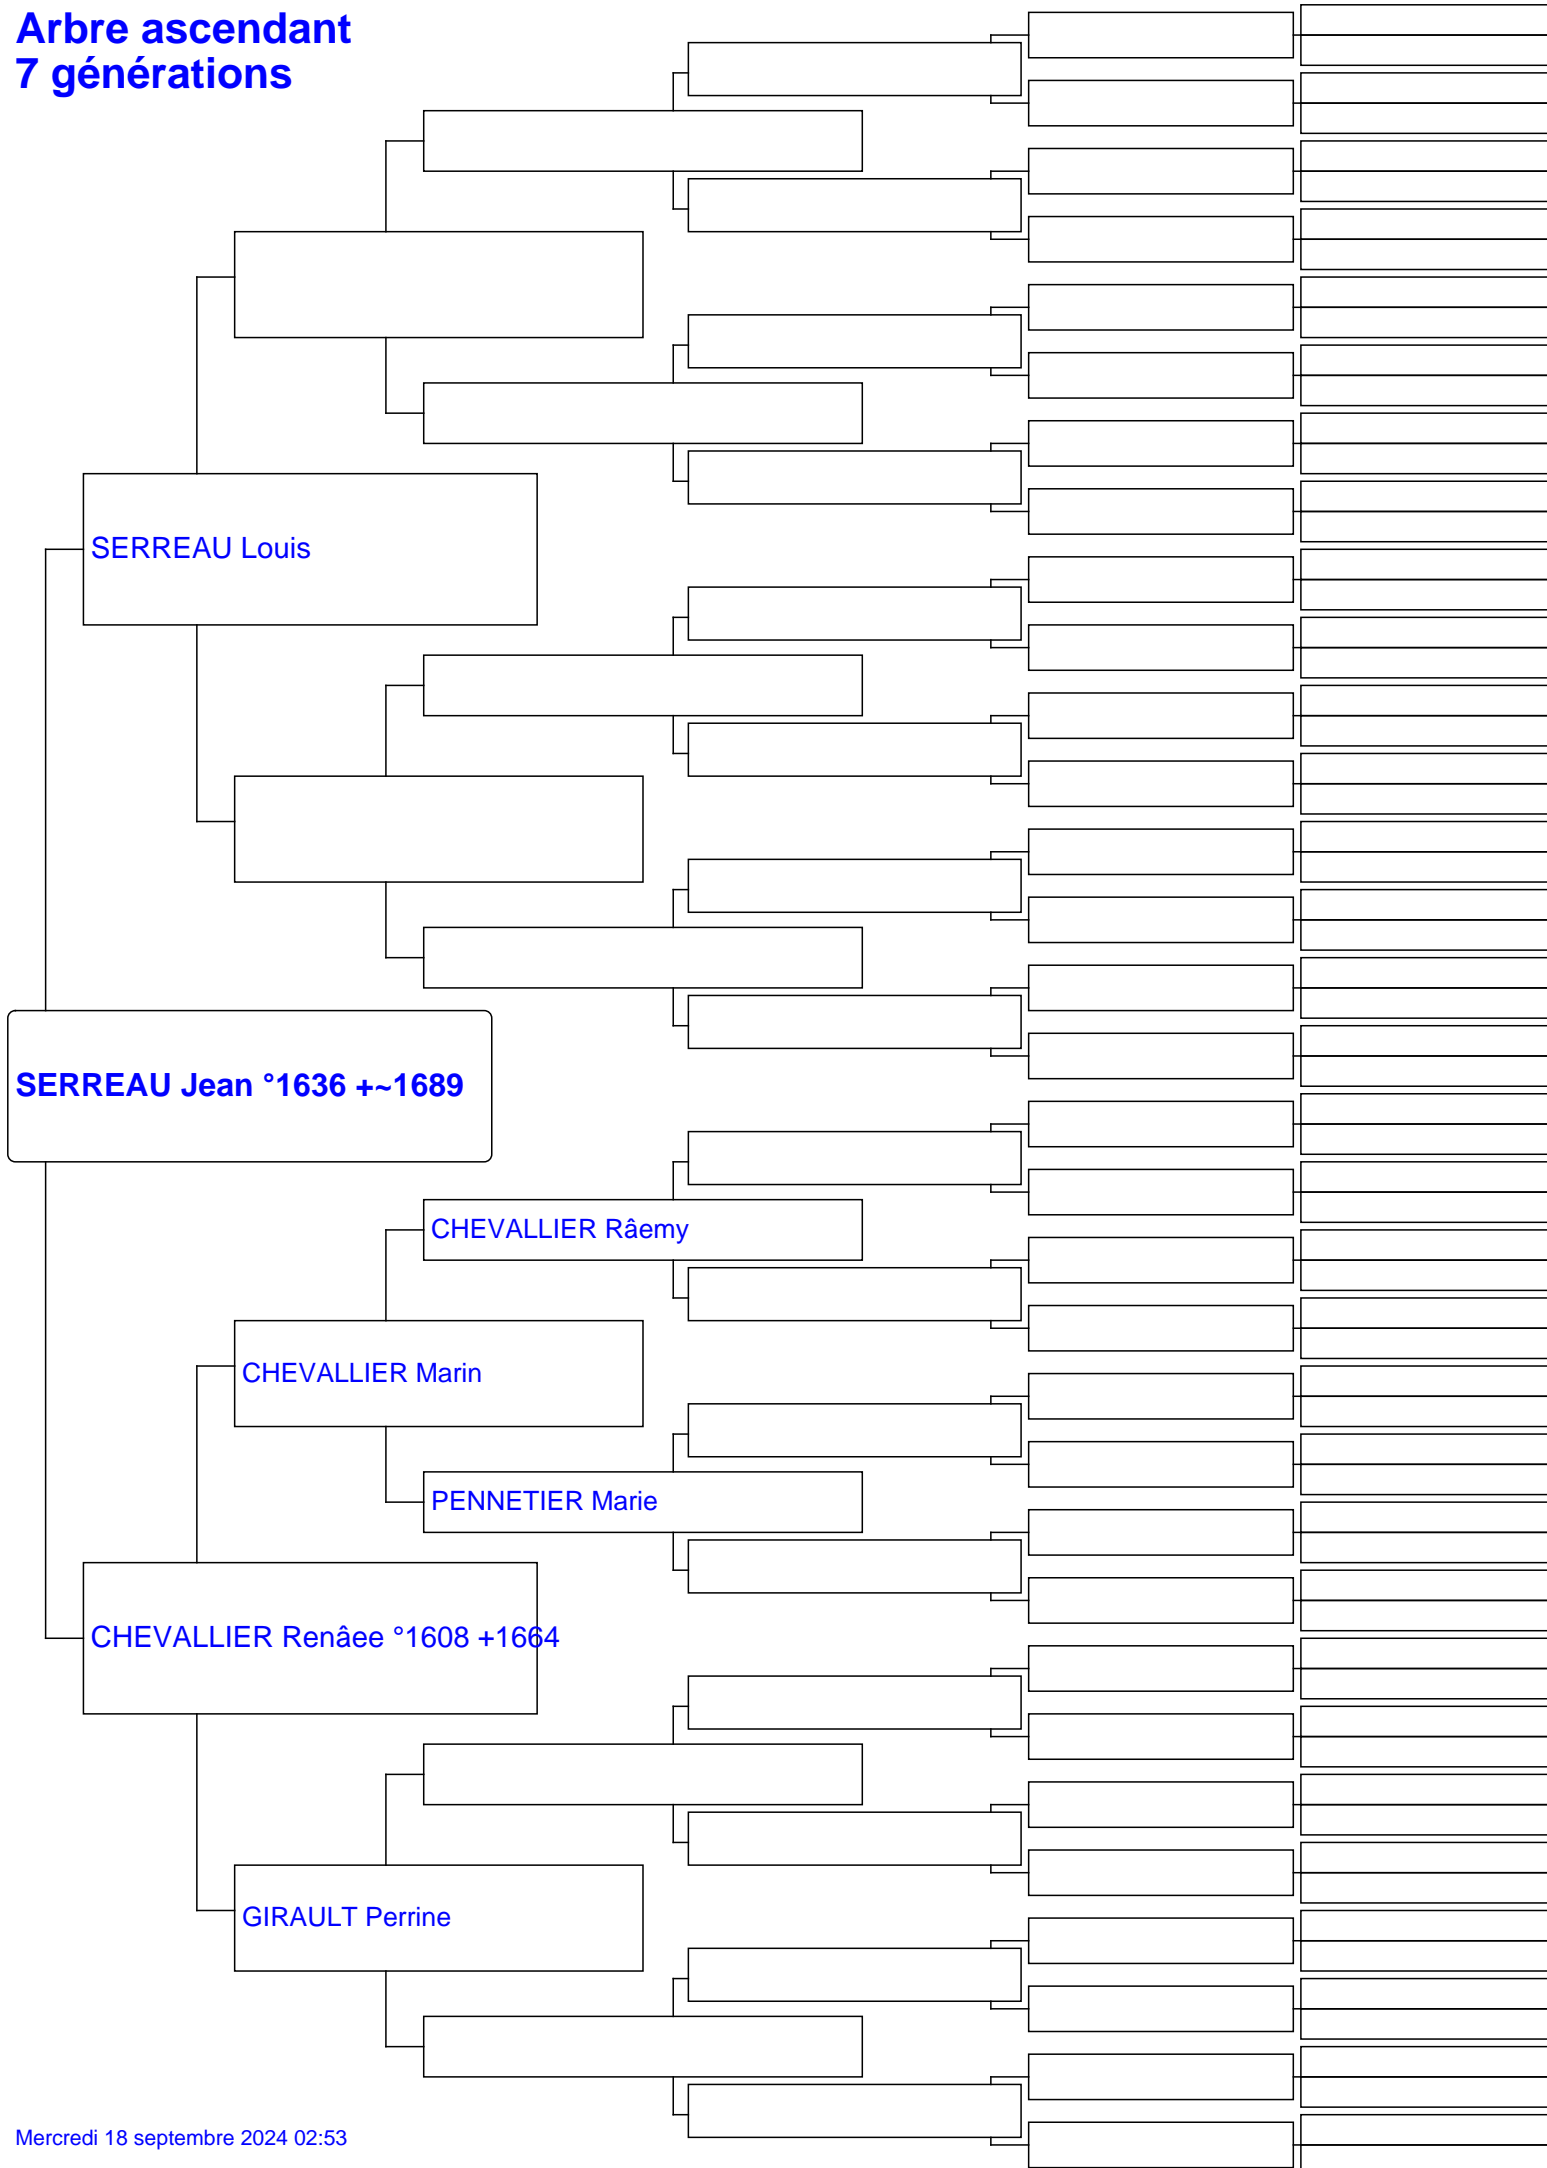 Arbre ascendant
7 générations
SERREAU Louis
SERREAU Jean °1636 +~1689
CHEVALLIER Râemy
CHEVALLIER Marin
PENNETIER Marie
CHEVALLIER Renâee °1608 +1664
GIRAULT Perrine
Mercredi 18 septembre 2024 02:53